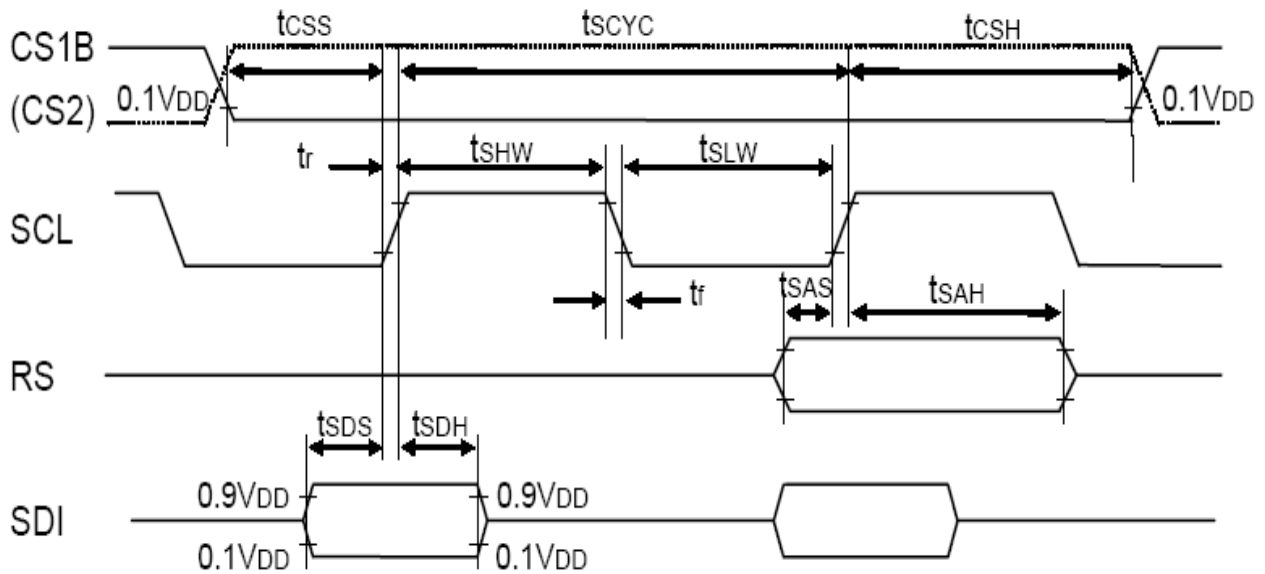 tCSS tSCYC tCSH
CS1B
0.1VDD 0.1VDD
(CS2)
tr tSHW tSLW
SCL
tf tSAS tSAH
RS
tSDS tSDH
0.9VDD 0.9VDD
SDI
0.1VDD 0.1VDD